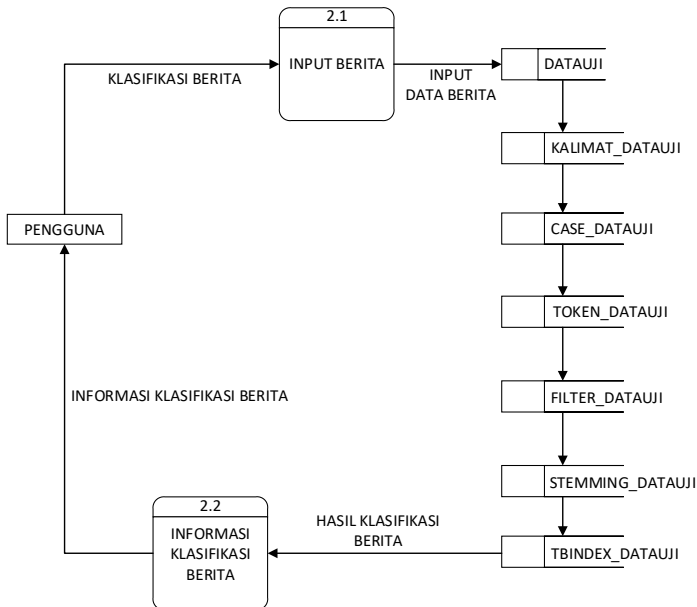 2.1
INPUT BERITA
KLASIFIKASI BERITA
INPUT
DATA BERITA
DATAUJI
KALIMAT_DATAUJI
PENGGUNA
CASE_DATAUJI
TOKEN_DATAUJI
INFORMASI KLASIFIKASI BERITA
FILTER_DATAUJI
STEMMING_DATAUJI
2.2
INFORMASI
KLASIFIKASI
BERITA
HASIL KLASIFIKASI
BERITA
TBINDEX_DATAUJI